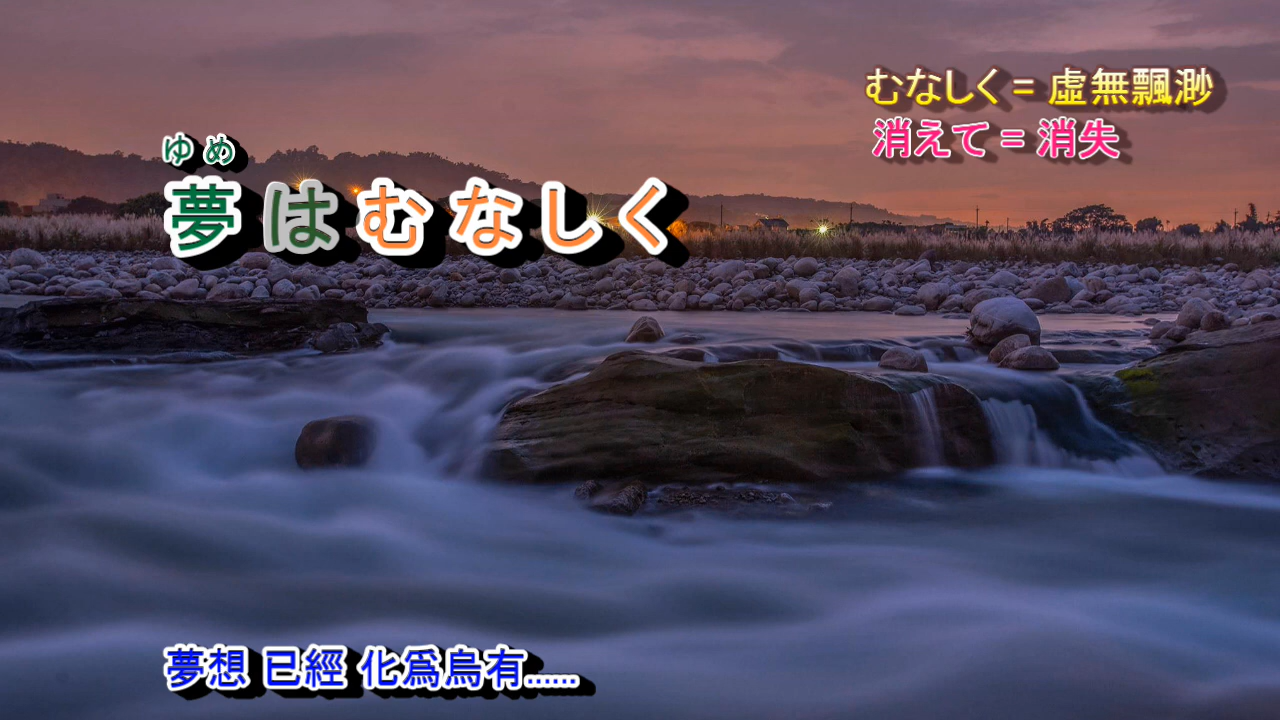 むなしく = 虛無飄渺
消えて = 消失
ゆめ
夢はむなしく
夢想 已經 化爲烏有......